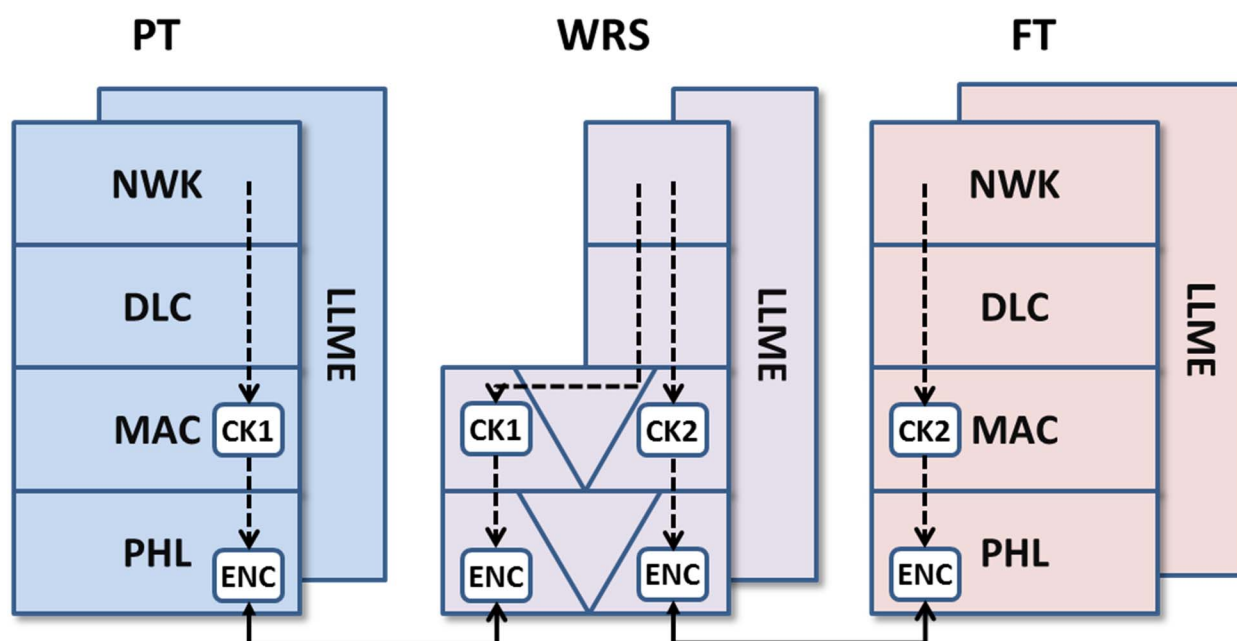 PT WRS FT
NWK NWK
DLC DLC
LLME LLME LLME
MAC CK1 CK1 CK2 CK2 MAC
PHL ENC ENC ENC ENC PHL